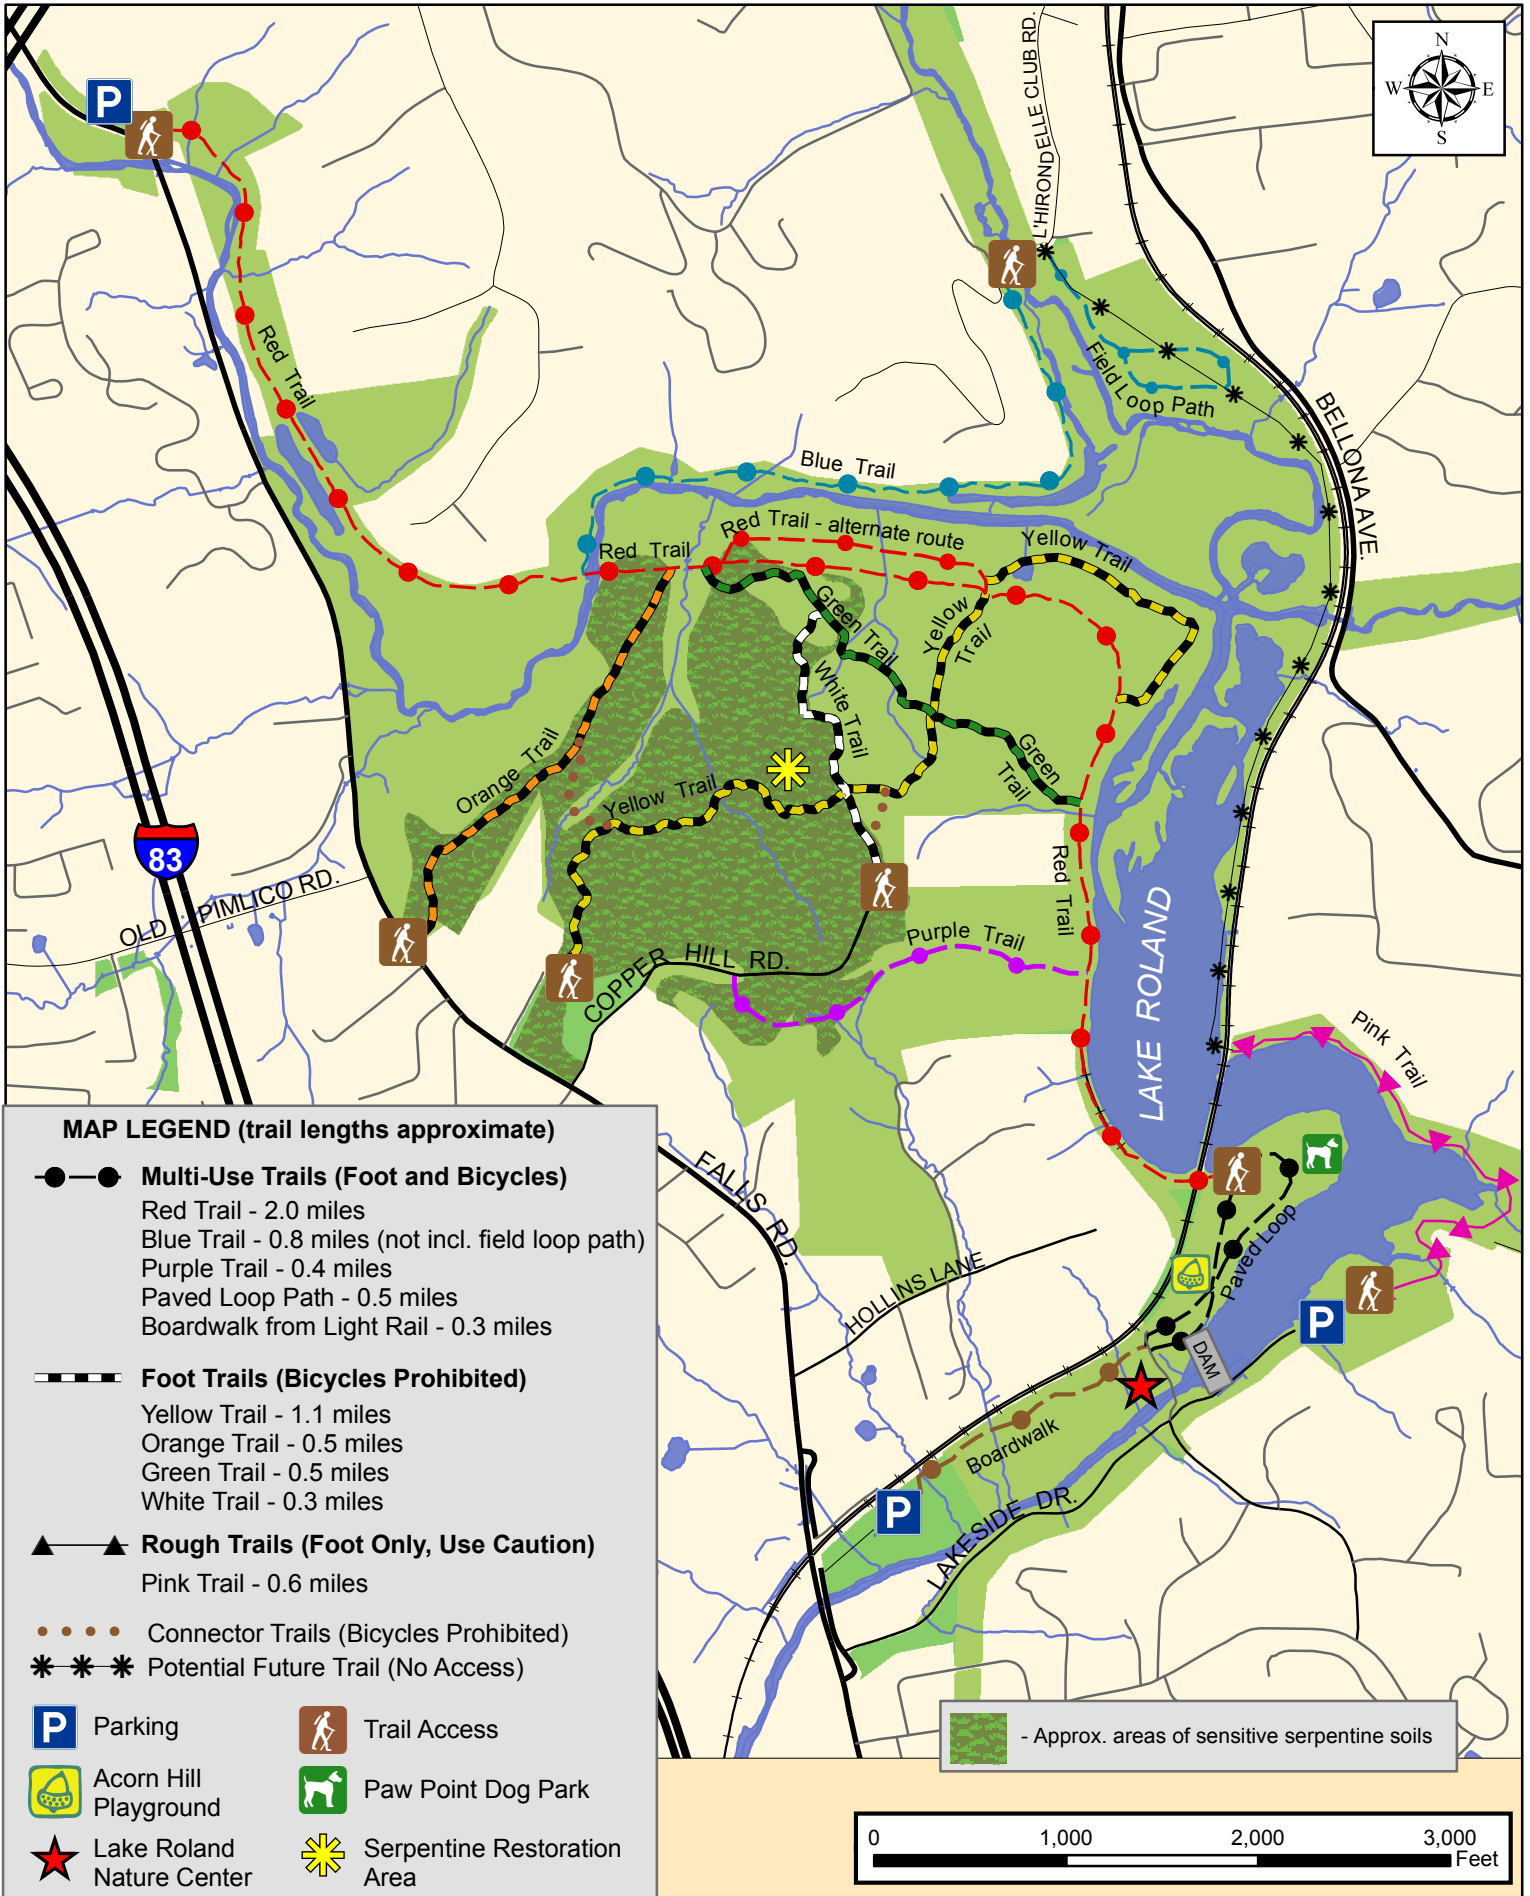 P
N
W E
S
L'HIRONDELLE CLUB RD.
Red Trail
Field Loop Path
BELLONA AVE.
Blue Trail
Red Trail - alternate route
Yellow Trail
Red Trail
Green Trail
Yellow
Trail
White Trail
Orange Trail
Green
Trail
Yellow Trail
83
OLD PIMLICO RD.
Red Trail
LAKE ROLAND
Purple Trail
COPPER HILL RD.
Pink Trail
FALLS RD.
Paved Loop
HOLLINS LANE
P
DAM
Boardwalk
P
LAKESIDE DR.
MAP LEGEND (trail lengths approximate)
Multi-Use Trails (Foot and Bicycles)
Red Trail - 2.0 miles
Blue Trail - 0.8 miles (not incl. field loop path)
Purple Trail - 0.4 miles
Paved Loop Path - 0.5 miles
Boardwalk from Light Rail - 0.3 miles
Foot Trails (Bicycles Prohibited)
Yellow Trail - 1.1 miles
Orange Trail - 0.5 miles
Green Trail - 0.5 miles
White Trail - 0.3 miles
Rough Trails (Foot Only, Use Caution)
Pink Trail - 0.6 miles
Connector Trails (Bicycles Prohibited)
Potential Future Trail (No Access)
P Parking
Trail Access
Acorn Hill
Playground
Paw Point Dog Park
Lake Roland
Nature Center
Serpentine Restoration
Area
- Approx. areas of sensitive serpentine soils
0 1,000 2,000 3,000
Feet